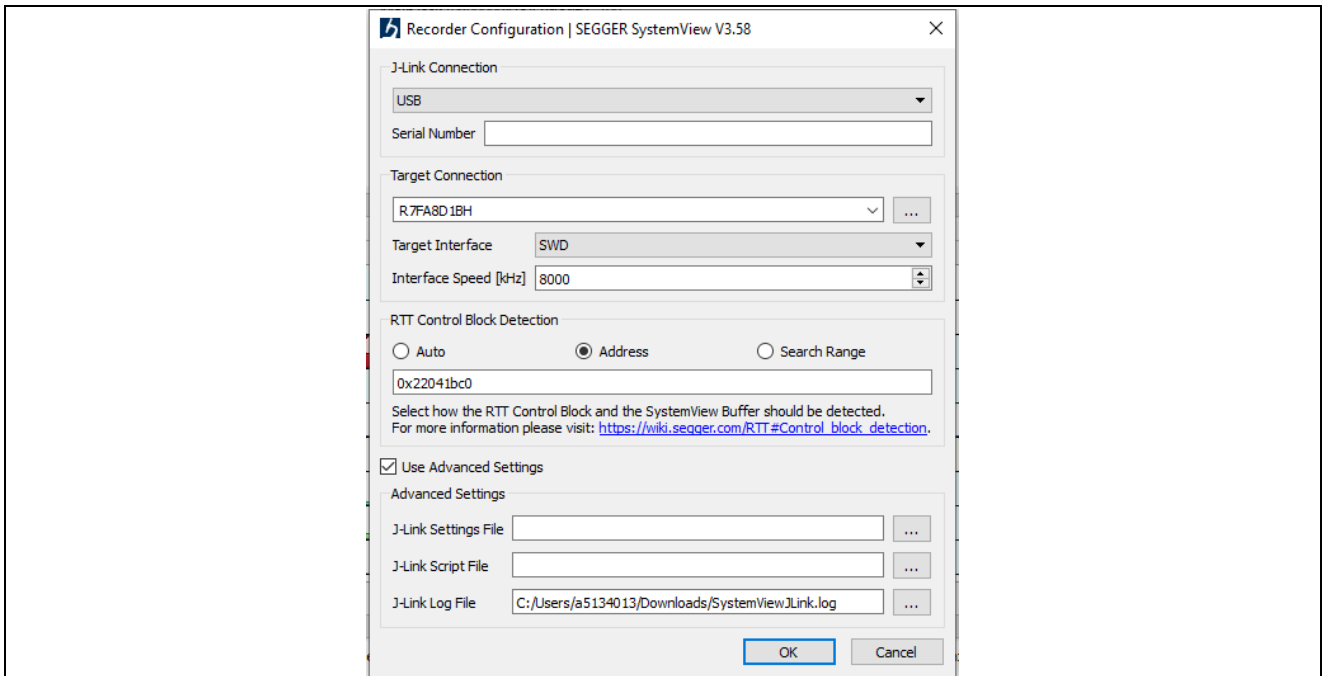 Recorder Configuration | SEGGER SystemView V3.58
J-Link Connection
USB
Serial Number
Target Connection
R7FA8D1BH
...
Target Interface SWD
Interface Speed [kHz] 8000
RTT Control Block Detection
Auto Address Search Range
0x22041bc0
Select how the RTT Control Block and the SystemView Buffer should be detected.
For more information please visit: https://wiki.segger.com/RTT#Control_block_detection.
Use Advanced Settings
Advanced Settings
J-Link Settings File ...
J-Link Script File ...
J-Link Log File C:/Users/a5134013/Downloads/SystemViewJLink.log ...
OK Cancel